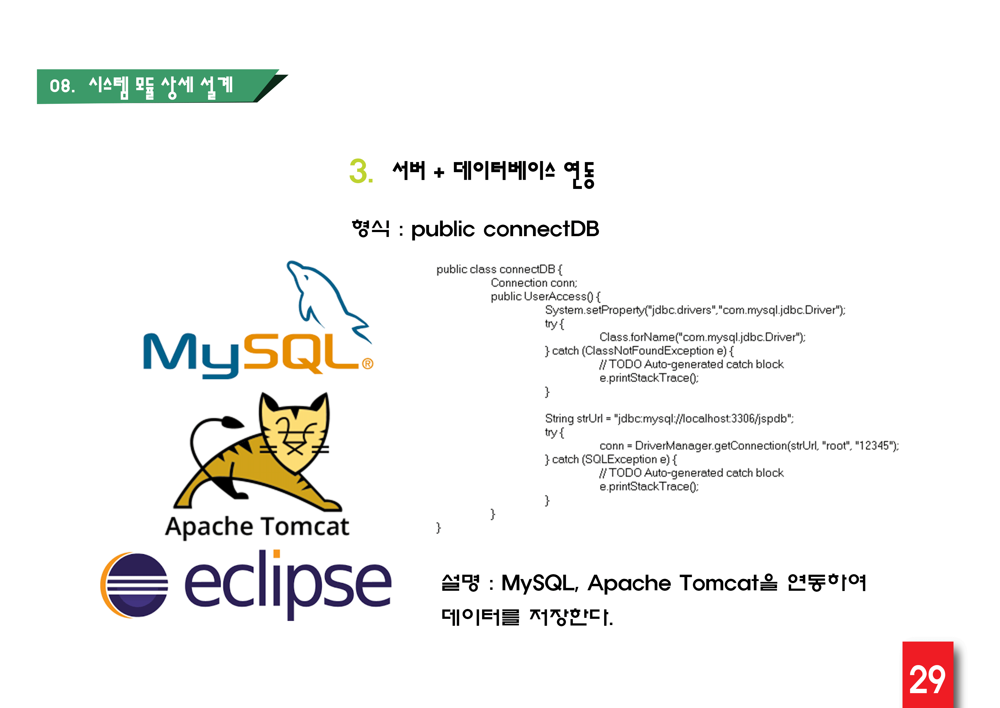 08. 시스템 모듈 상세 설계
3. 서버 + 데이터베이스 연동
형식 : public connectDB
MySQL®
Apache Tomcat
eclipse
public class connectDB {
Connection conn;
public UserAccess() {
System.setProperty("jdbc.drivers","com.mysql.jdbc.Driver");
try {
Class.forName("com.mysql.jdbc.Driver");
} catch (ClassNotFoundException e) {
// TODO Auto-generated catch block
e.printStackTrace();
}
String strUrl = "jdbc:mysql://localhost:3306/jspdb";
try {
conn = DriverManager.getConnection(strUrl, "root", "12345");
} catch (SQLException e) {
// TODO Auto-generated catch block
e.printStackTrace();
}
}
}
설명 : MySQL, Apache Tomcat을 연동하여
데이터를 저장한다.
29